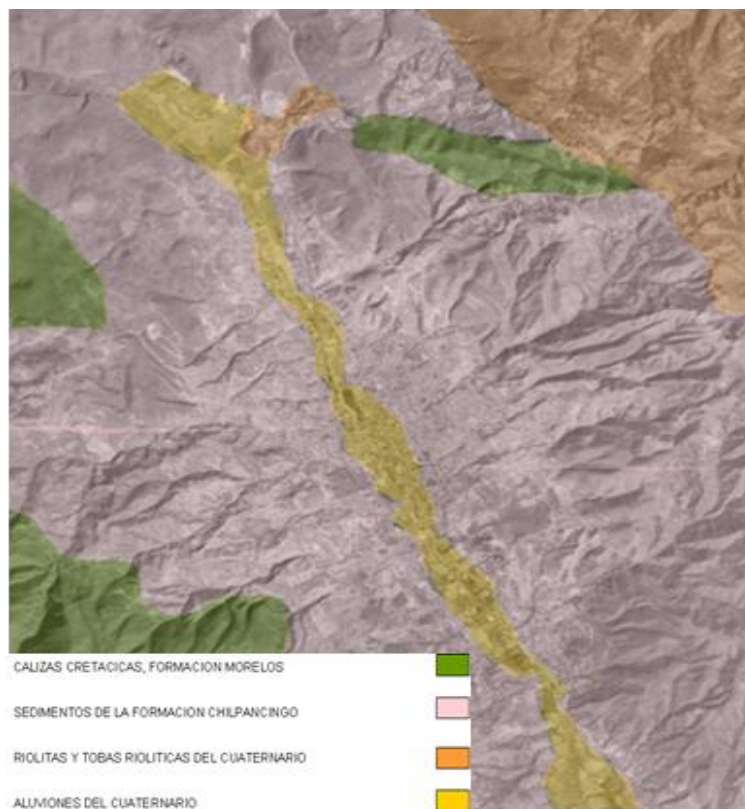 CALIZAS CRETACICAS, FORMACION MORELOS
SEDIMENTOS DE LA FORMACION CHILPANCINGO
RIOLITAS Y TOBAS RIOLITICAS DEL CUATERNARIO
ALUVIONES DEL CUATERNARIO